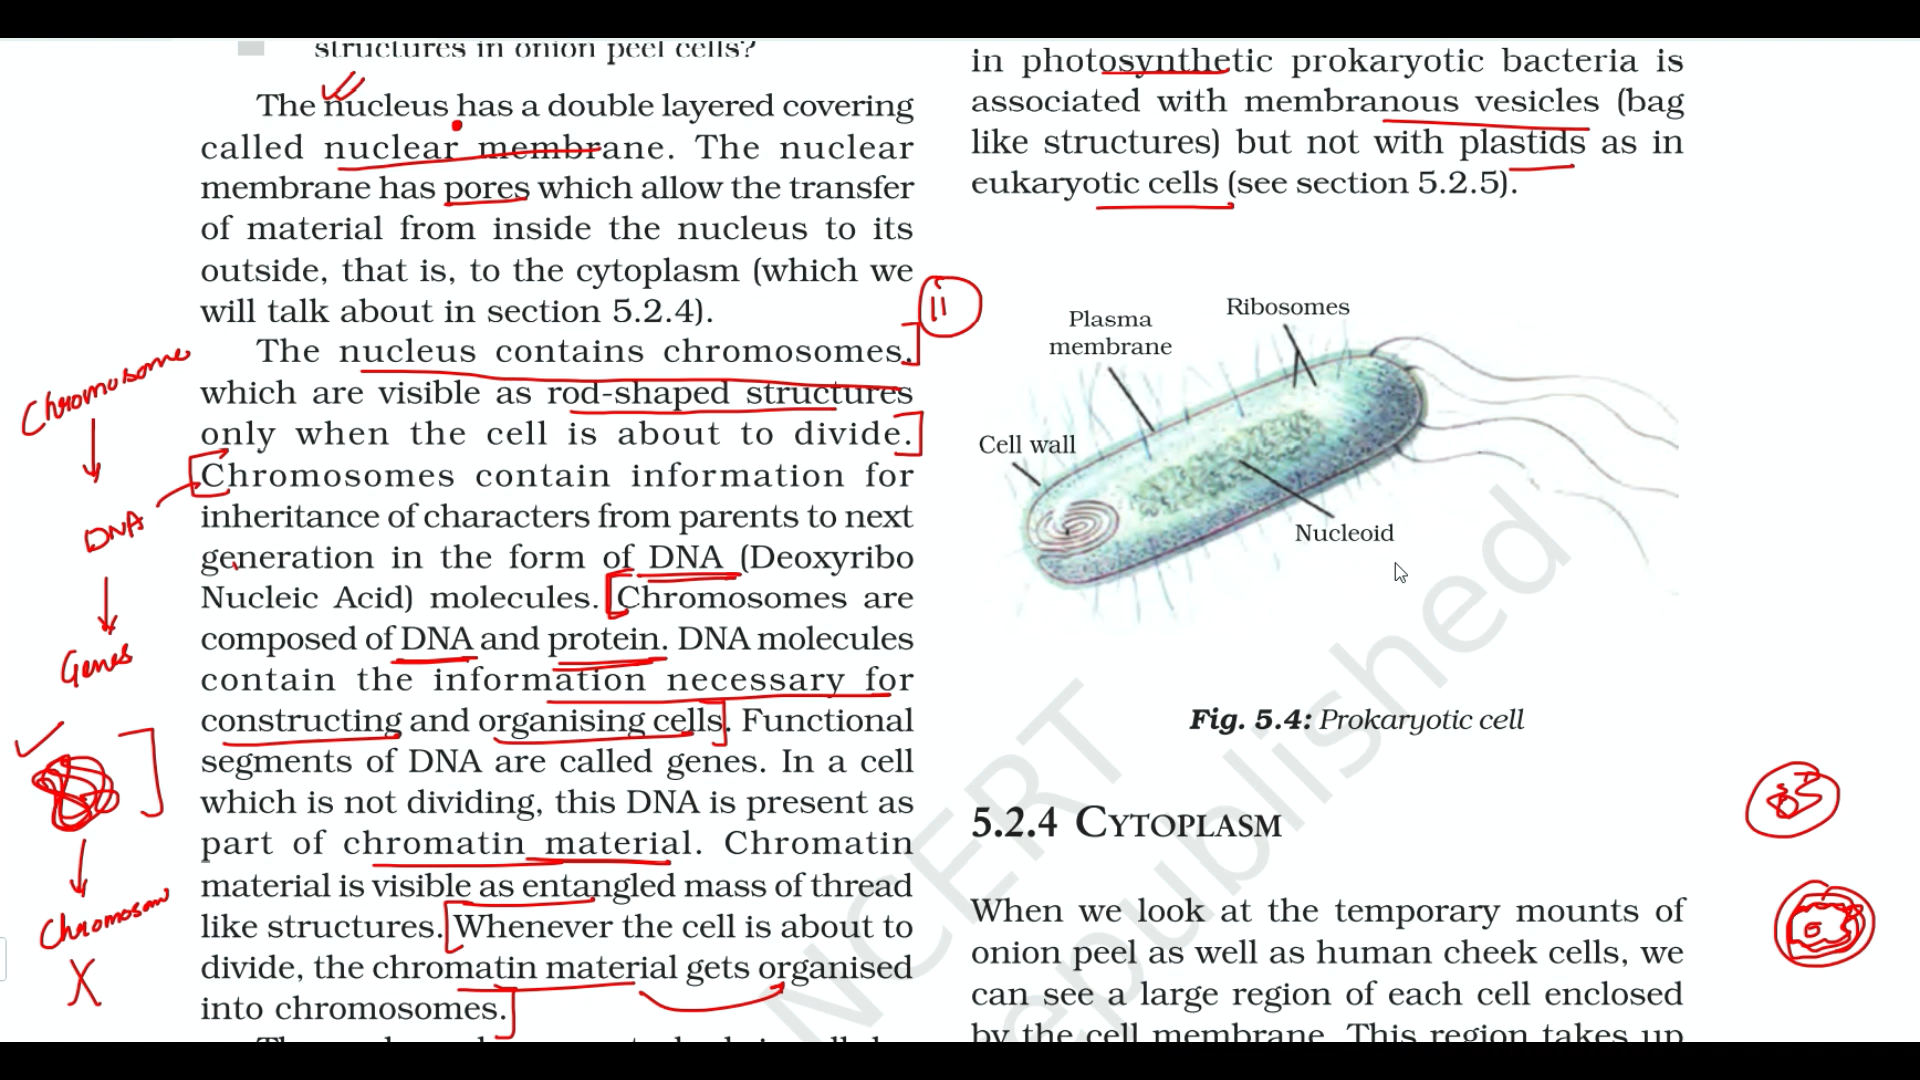 structures in onion peel cells?
The nucleus has a double layered covering
called nuclear membrane. The nuclear
membrane has pores which allow the transfer
of material from inside the nucleus to its
outside, that is, to the cytoplasm (which we
will talk about in section 5.2.4).
The nucleus contains chromosomes,
which are visible as rod-shaped structures
only when the cell is about to divide.
Chromosomes contain information for
inheritance of characters from parents to next
generation in the form of DNA (Deoxyribo
Nucleic Acid) molecules. Chromosomes are
composed of DNA and protein. DNA molecules
contain the information necessary for
constructing and organising cells. Functional
segments of DNA are called genes. In a cell
which is not dividing, this DNA is present as
part of chromatin material. Chromatin
material is visible as entangled mass of thread
like structures. Whenever the cell is about to
divide, the chromatin material gets organised
into chromosomes.
Chromosome
DNA
Genes
X
11
in photosynthetic prokaryotic bacteria is
associated with membranous vesicles (bag
like structures) but not with plastids as in
eukaryotic cells (see section 5.2.5).
Ribosomes
Plasma
membrane
Cell wall
Nucleoid
Fig. 5.4: Prokaryotic cell
5.2.4 CYTOPLASM
When we look at the temporary mounts of
onion peel as well as human cheek cells, we
can see a large region of each cell enclosed
by the cell membrane. This region takes up
NCERT
republished